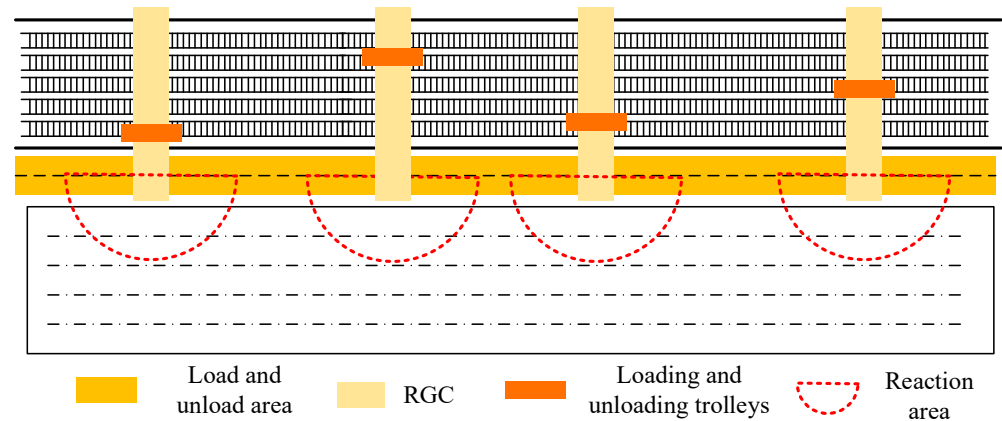 Load and
unload area
RGC
Loading and
unloading trolleys
Reaction
area